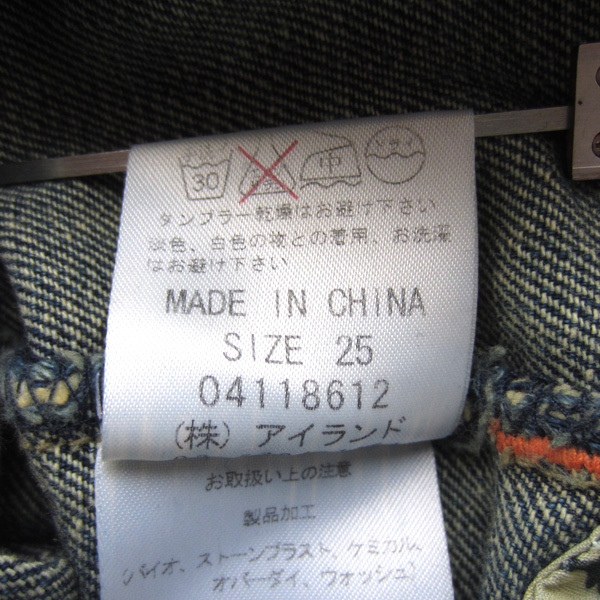 30 中 ドライ
タンブラー乾燥はお避け下さい
淡色、白色の物との着用、お洗濯
はお避け下さい
MADE IN CHINA
SIZE 25
04118612
(株) アイランド
お取扱い上の注意
製品加工
(バイオ、ストーンブラスト、ケミカル、
オーバーダイ、ウォッシュ)